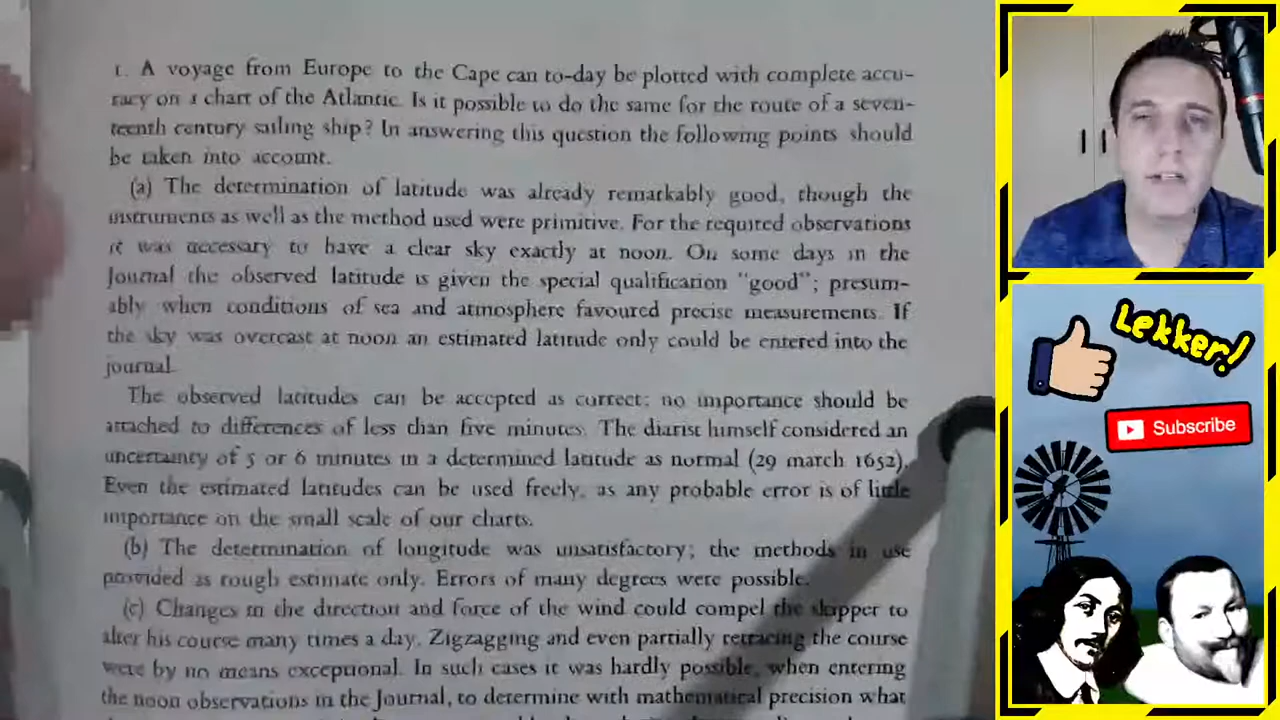 1. A voyage from Europe to the Cape can to-day be plotted with complete accu-
racy on a chart of the Atlantic. Is it possible to do the same for the route of a seven-
teenth century sailing ship? In answering this question the following points should
be taken into account.
(a) The determination of latitude was already remarkably good, though the
instruments as well as the method used were primitive. For the required observations
it was necessary to have a clear sky exactly at noon. On some days in the
Journal the observed latitude is given the special qualification "good"; presum-
ably when conditions of sea and atmosphere favoured precise measurements. If
the sky was overcast at noon an estimated latitude only could be entered into the
journal.
The observed latitudes can be accepted as correct; no importance should be
attached to differences of less than five minutes. The diarist himself considered an
uncertainty of 5 or 6 minutes in a determined latitude as normal (29 march 1652).
Even the estimated latitudes can be used freely, as any probable error is of little
importance on the small scale of our charts.
(b) The determination of longitude was unsatisfactory; the methods in use
provided as rough estimate only. Errors of many degrees were possible.
(c) Changes in the direction and force of the wind could compel the skipper to
alter his course many times a day. Zigzagging and even partially retracing the course
were by no means exceptional. In such cases it was hardly possible, when entering
the noon observations in the Journal, to determine with mathematical precision what
Lekker!
Subscribe